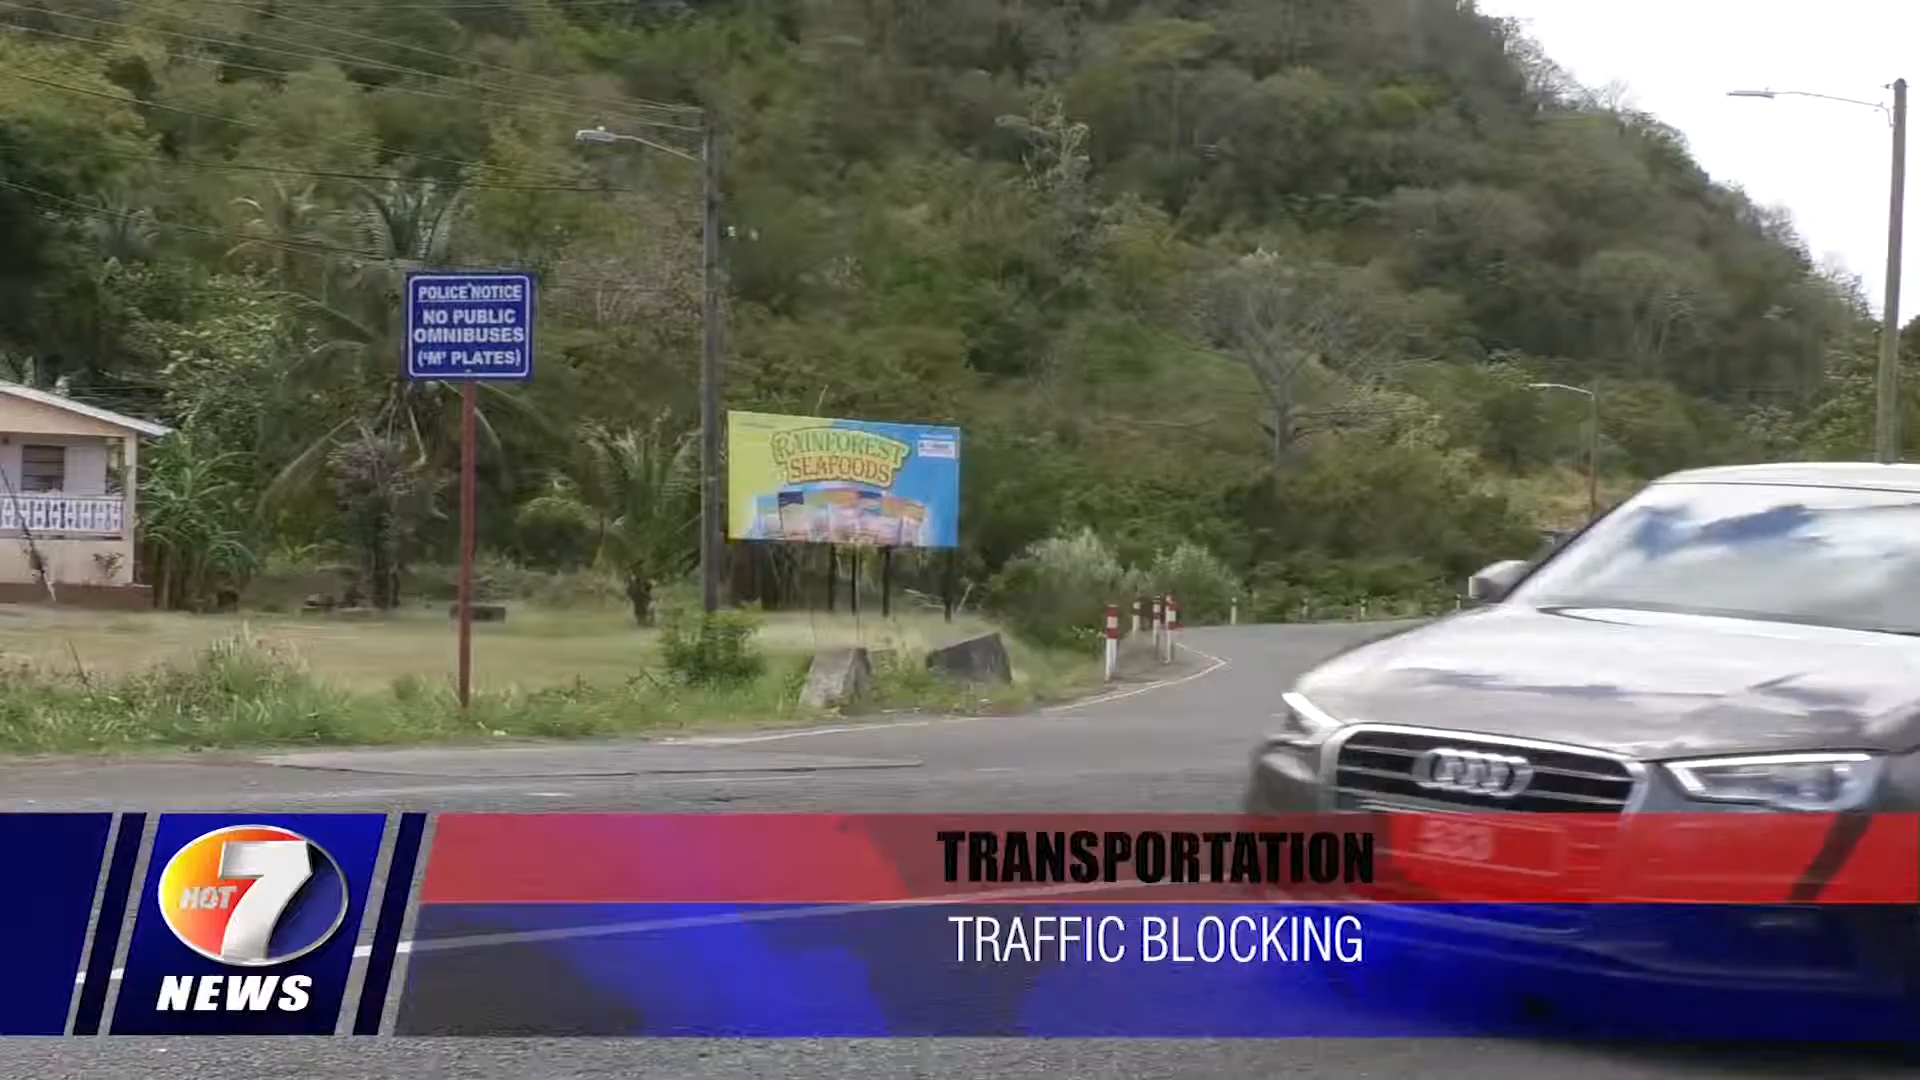 POLICE NOTICE
NO PUBLIC
OMNIBUSES
('M' PLATES)
RAINFOREST
SEAFOODS
HOT 7
NEWS
TRANSPORTATION
TRAFFIC BLOCKING